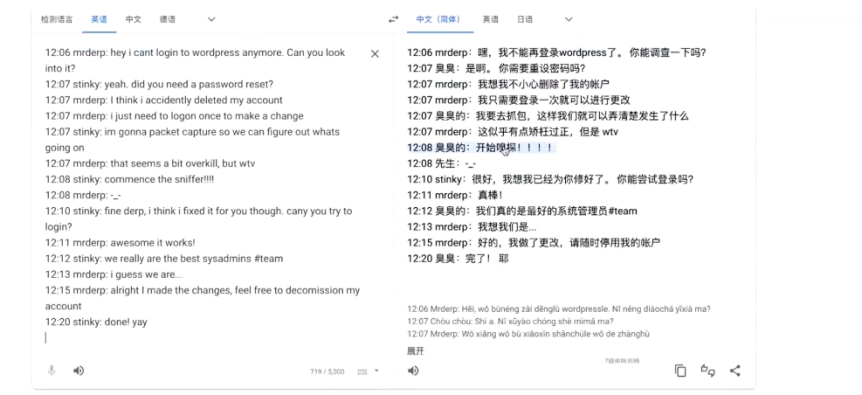 检测语言 英语 中文 德语
中文（简体） 英语 日语
12:06 mrderp: hey i cant login to wordpress anymore. Can you look
into it?
12:07 stinky: yeah. did you need a password reset?
12:07 mrderp: I think i accidently deleted my account
12:07 mrderp: i just need to logon once to make a change
12:07 stinky: im gonna packet capture so we can figure out whats
going on
12:07 mrderp: that seems a bit overkill, but wtv
12:08 stinky: commence the sniffer!!!!
12:08 mrderp: -_-
12:10 stinky: fine derp, i think i fixed it for you though. cany you try to
login?
12:11 mrderp: awesome it works!
12:12 stinky: we really are the best sysadmins #team
12:13 mrderp: i guess we are...
12:15 mrderp: alright I made the changes, feel free to decomission my
account
12:20 stinky: done! yay
719 / 5,000
12:06 mrderp：嘿，我不能再登录wordpress了。 你能调查一下吗?
12:07 臭臭：是啊。 你需要重设密码吗?
12:07 mrderp：我想我不小心删除了我的帐户
12:07 mrderp：我只需要登录一次就可以进行更改
12:07 臭臭的：我要去抓包，这样我们就可以弄清楚发生了什么
12:07 mrderp：这似乎有点矫枉过正，但是 wtv
12:08 臭臭的：开始嗅探！！！！
12:08 先生：-_-
12:10 stinky：很好，我想我已经为你修好了。 你能尝试登录吗?
12:11 mrderp：真棒！
12:12 臭臭的：我们真的是最好的系统管理员#team
12:13 mrderp：我想我们是...
12:15 mrderp：好的，我做了更改，请随时停用我的帐户
12:20 臭臭：完了！ 耶
12:06 Mrderp: Hēi, wǒ bùnéng zài dēnglù wordpressle. Nǐ néng diàochá yīxià ma?
12:07 Chòu chòu: Shì a. Nǐ xūyào chóng shè mìmǎ ma?
12:07 Mrderp: Wǒ xiǎng wǒ bù xiǎoxīn shānchúle wǒ de zhànghù
展开